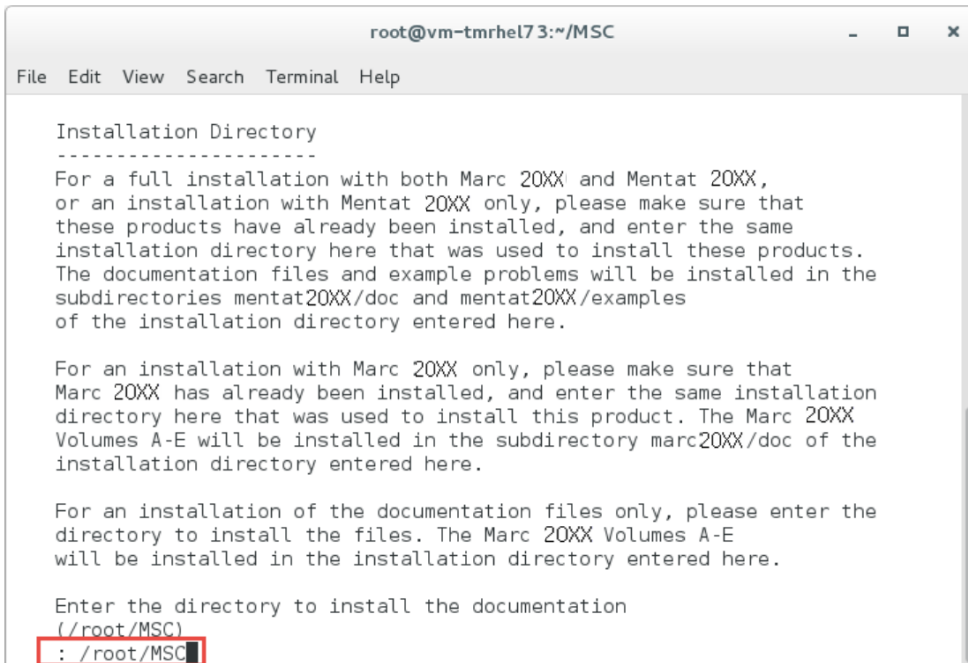 root@vm-tmrhel73:~/MSC
File Edit View Search Terminal Help
Installation Directory
----------------------
For a full installation with both Marc 20XX and Mentat 20XX,
or an installation with Mentat 20XX only, please make sure that
these products have already been installed, and enter the same
installation directory here that was used to install these products.
The documentation files and example problems will be installed in the
subdirectories mentat20XX/doc and mentat20XX/examples
of the installation directory entered here.
For an installation with Marc 20XX only, please make sure that
Marc 20XX has already been installed, and enter the same installation
directory here that was used to install this product. The Marc 20XX
Volumes A-E will be installed in the subdirectory marc20XX/doc of the
installation directory entered here.
For an installation of the documentation files only, please enter the
directory to install the files. The Marc 20XX Volumes A-E
will be installed in the installation directory entered here.
Enter the directory to install the documentation
(/root/MSC)
: /root/MSC